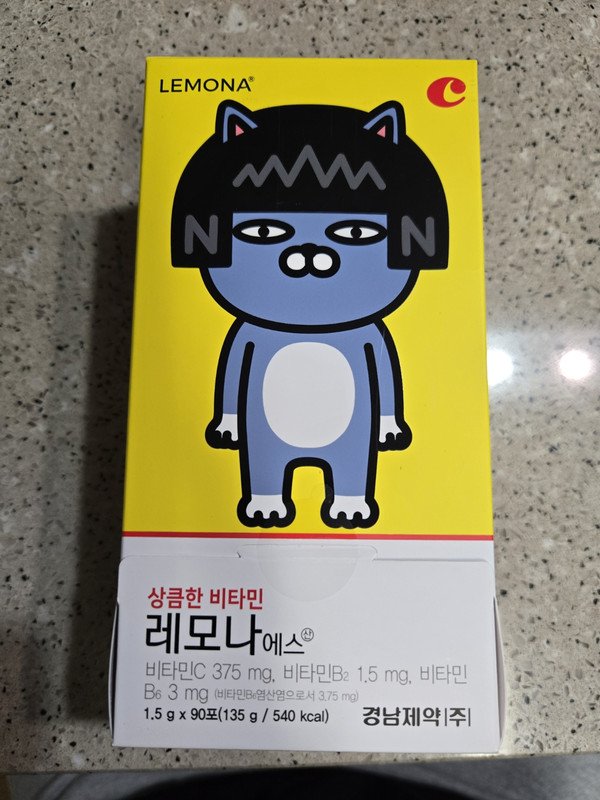 LEMONA®
C
N N
상큼한 비타민
레모나에스산
비타민C 375 mg, 비타민B2 1.5 mg, 비타민
B6 3 mg (비타민B6염산염으로서 3.75 mg)
1.5 g x 90포(135 g / 540 kcal) 경남제약|주|